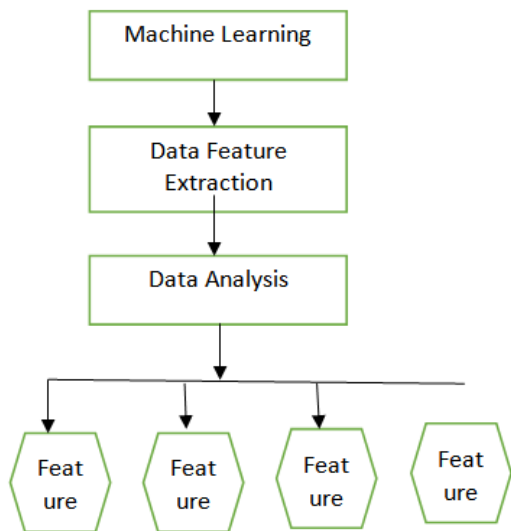 Machine Learning
Data Feature
Extraction
Data Analysis
Feat
ure
Feat
ure
Feat
ure
Feat
ure